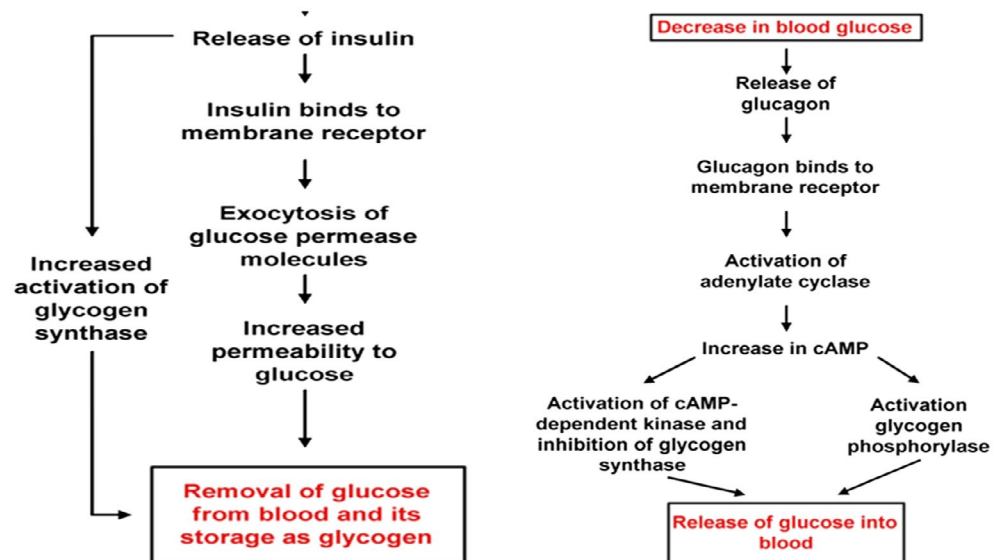 Release of insulin
Insulin binds to
membrane receptor
Exocytosis of
glucose permease
molecules
Increased
activation of
glycogen
synthase
Increased
permeability to
glucose
Removal of glucose
from blood and its
storage as glycogen
Decrease in blood glucose
Release of
glucagon
Glucagon binds to
membrane receptor
Activation of
adenylate cyclase
Increase in cAMP
Activation of cAMP-
dependent kinase and
inhibition of glycogen
synthase
Activation
glycogen
phosphorylase
Release of glucose into
blood